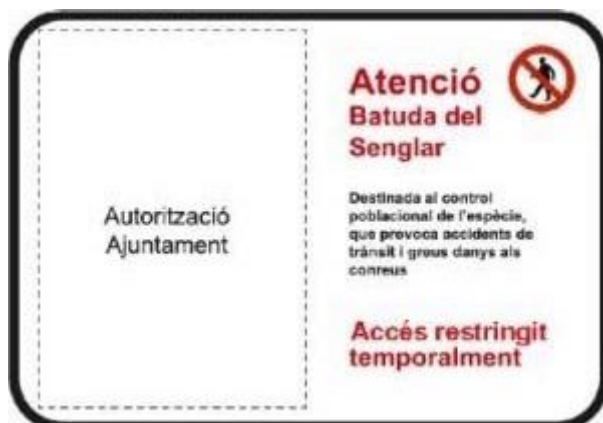 Autorització
Ajuntament
Atenció
Batuda del
Senglar
Destinada al control
poblacional de l'espècie,
que provoca accidents de
trànsit i greus danys als
conreus
Accés restringit
temporalment